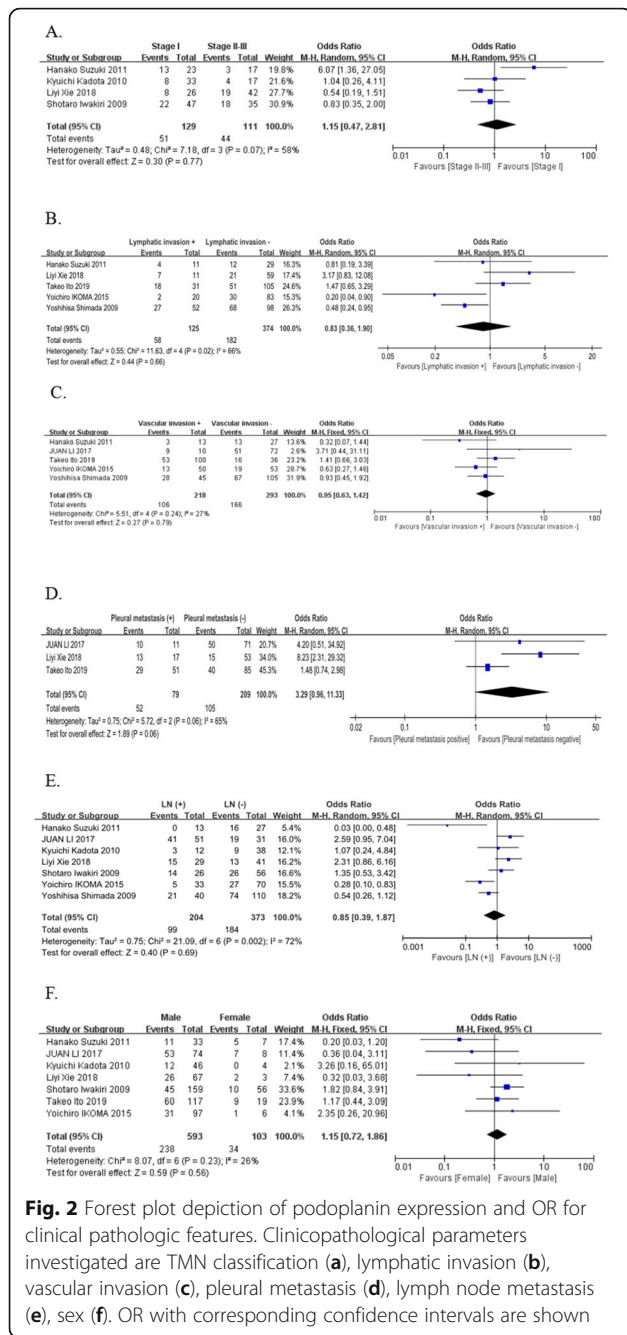 A.
Stage I Stage II-III Odds Ratio Odds Ratio
Study or Subgroup Events Total Events Total Weight M-H, Random, 95% CI M-H, Random, 95% CI
Hanako Suzuki 2011 13 23 3 17 19.8% 6.07 [1.36, 27.05]
Kyuichi Kadota 2010 8 33 4 17 21.7% 1.04 [0.26, 4.11]
Liyi Xie 2018 8 26 19 42 27.7% 0.54 [0.19, 1.51]
Shotaro Iwakiri 2009 22 47 18 35 30.9% 0.83 [0.35, 2.00]
Total (95% CI) 129 111 100.0% 1.15 [0.47, 2.81]
Total events 51 44
Heterogeneity: Tau² = 0.48; Chi² = 7.18, df = 3 (P = 0.07); I² = 58%
Test for overall effect: Z = 0.30 (P = 0.77)
0.01 0.1 1 10 100
Favours [Stage II-III] Favours [Stage I]
B.
Lymphatic invasion + Lymphatic invasion - Odds Ratio Odds Ratio
Study or Subgroup Events Total Events Total Weight M-H, Random, 95% CI M-H, Random, 95% CI
Hanako Suzuki 2011 4 11 12 29 16.3% 0.81 [0.19, 3.39]
Liyi Xie 2018 7 11 21 59 17.3% 3.17 [0.83, 12.08]
Takeo Ito 2019 18 31 51 105 24.6% 1.47 [0.65, 3.29]
Yoichiro IKOMA 2015 2 20 30 83 15.5% 0.20 [0.04, 0.90]
Yoshihisa Shimada 2009 27 52 68 98 26.3% 0.48 [0.24, 0.95]
Total (95% CI) 125 374 100.0% 0.83 [0.36, 1.90]
Total events 58 182
Heterogeneity: Tau² = 0.55; Chi² = 11.63, df = 4 (P = 0.02); I² = 66%
Test for overall effect: Z = 0.44 (P = 0.66)
0.05 0.2 1 5 20
Favours [Lymphatic invasion +] Favours [Lymphatic invasion -]
C.
Vascular invasion + Vascular invasion - Odds Ratio Odds Ratio
Study or Subgroup Events Total Events Total Weight M-H, Fixed, 95% CI M-H, Fixed, 95% CI
Hanako Suzuki 2011 3 13 13 27 13.6% 0.32 [0.07, 1.44]
JUAN LI 2017 9 10 51 72 2.4% 3.71 [0.44, 31.11]
Takeo Ito 2019 53 100 16 36 23.2% 1.41 [0.66, 3.03]
Yoichiro IKOMA 2015 13 50 19 53 28.9% 0.63 [0.27, 1.46]
Yoshihisa Shimada 2009 28 45 67 105 31.9% 0.93 [0.45, 1.92]
Total (95% CI) 218 293 100.0% 0.95 [0.63, 1.42]
Total events 106 166
Heterogeneity: Chi² = 5.51, df = 4 (P = 0.24); I² = 27%
Test for overall effect: Z = 0.27 (P = 0.79)
0.01 0.1 1 10 100
Favours [Vascular invasion +] Favours [Vascular invasion -]
D.
Pleural metastasis (+) Pleural metastasis (-) Odds Ratio Odds Ratio
Study or Subgroup Events Total Events Total Weight M-H, Random, 95% CI M-H, Random, 95% CI
JUAN LI 2017 10 11 50 71 20.7% 4.20 [0.51, 34.92]
Liyi Xie 2018 13 17 15 53 34.0% 8.23 [2.31, 29.32]
Takeo Ito 2019 29 51 40 85 45.3% 1.48 [0.74, 2.98]
Total (95% CI) 79 209 100.0% 3.29 [0.96, 11.33]
Total events 52 105
Heterogeneity: Tau² = 0.75; Chi² = 5.72, df = 2 (P = 0.06); I² = 65%
Test for overall effect: Z = 1.89 (P = 0.06)
0.02 0.1 1 10 50
Favours [Pleural metastasis positive] Favours [Pleural metastasis negative]
E.
LN (+) LN (-) Odds Ratio Odds Ratio
Study or Subgroup Events Total Events Total Weight M-H, Random, 95% CI M-H, Random, 95% CI
Hanako Suzuki 2011 0 13 16 27 5.4% 0.03 [0.00, 0.48]
JUAN LI 2017 41 51 19 31 15.8% 2.59 [0.95, 7.04]
Kyuichi Kadota 2010 3 12 9 38 12.1% 1.07 [0.24, 4.84]
Liyi Xie 2018 15 29 13 41 16.0% 2.31 [0.86, 6.16]
Shotaro Iwakiri 2009 14 26 26 56 16.7% 1.35 [0.53, 3.42]
Yoichiro IKOMA 2015 5 33 27 70 15.2% 0.28 [0.10, 0.83]
Yoshihisa Shimada 2009 21 40 74 110 18.7% 0.54 [0.26, 1.12]
Total (95% CI) 204 373 100.0% 0.85 [0.39, 1.87]
Total events 99 184
Heterogeneity: Tau² = 0.75; Chi² = 21.09, df = 6 (P = 0.002); I² = 72%
Test for overall effect: Z = 0.40 (P = 0.69)
0.001 0.1 1 10 1000
Favours [LN (+)] Favours [LN (-)]
F.
Male Female Odds Ratio Odds Ratio
Study or Subgroup Events Total Events Total Weight M-H, Fixed, 95% CI M-H, Fixed, 95% CI
Hanako Suzuki 2011 11 33 5 7 17.4% 0.20 [0.03, 1.20]
JUAN LI 2017 53 74 7 8 11.4% 0.36 [0.04, 3.11]
Kyuichi Kadota 2010 12 46 0 4 2.1% 3.26 [0.16, 65.01]
Liyi Xie 2018 26 67 2 3 7.3% 0.32 [0.03, 3.68]
Shotaro Iwakiri 2009 45 159 10 56 33.6% 1.82 [0.84, 3.91]
Takeo Ito 2019 60 117 9 19 24.2% 1.17 [0.44, 3.09]
Yoichiro IKOMA 2015 31 97 1 6 4.1% 2.35 [0.26, 20.96]
Total (95% CI) 593 103 100.0% 1.15 [0.72, 1.86]
Total events 238 34
Heterogeneity: Chi² = 8.07, df = 6 (P = 0.23); I² = 26%
Test for overall effect: Z = 0.59 (P = 0.56)
0.01 0.1 1 10 100
Favours [Female] Favours [Male]
Fig. 2 Forest plot depiction of podoplanin expression and OR for
clinical pathologic features. Clinicopathological parameters
investigated are TMN classification (a), lymphatic invasion (b),
vascular invasion (c), pleural metastasis (d), lymph node metastasis
(e), sex (f). OR with corresponding confidence intervals are shown